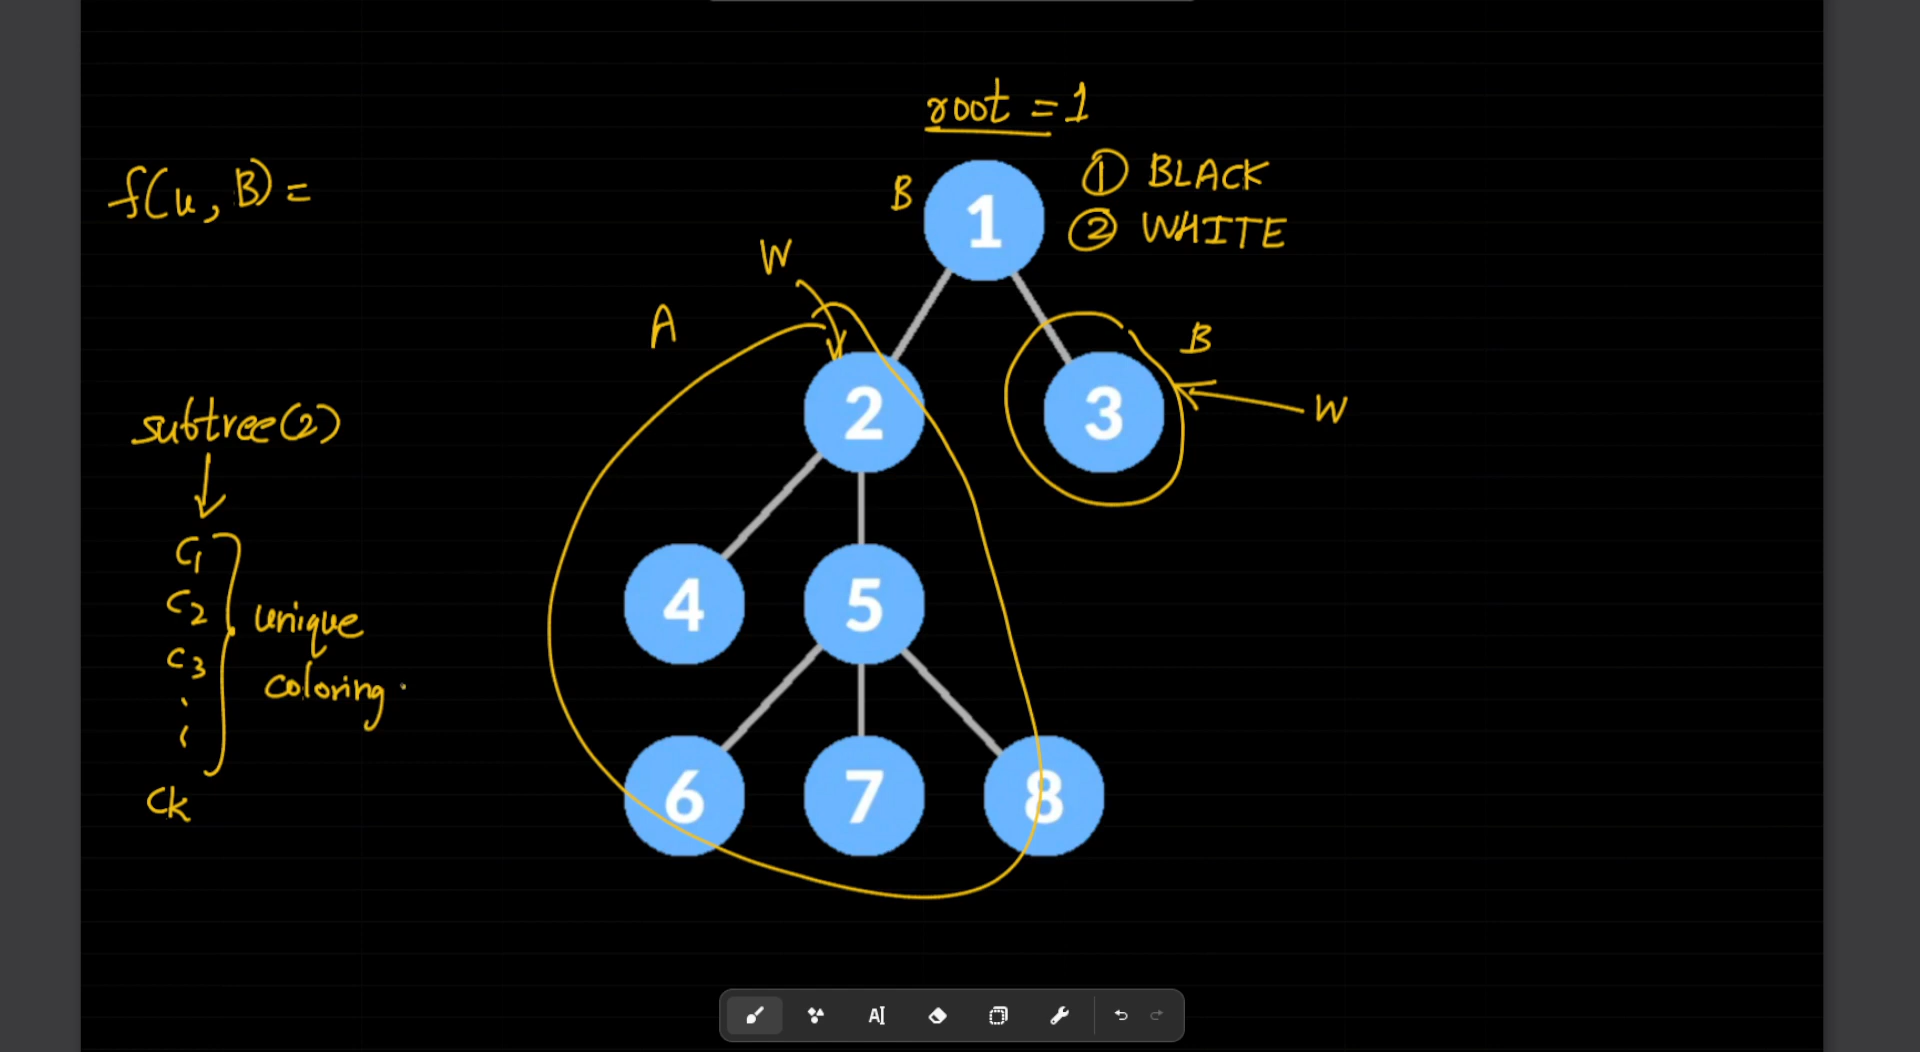 root = 1
f(u, B) =
B
1
① BLACK
② WHITE
W
A
B
2
3
W
subtree(2)
C1
C2
C3
unique
coloring.
Ck
4
5
6
7
8
A